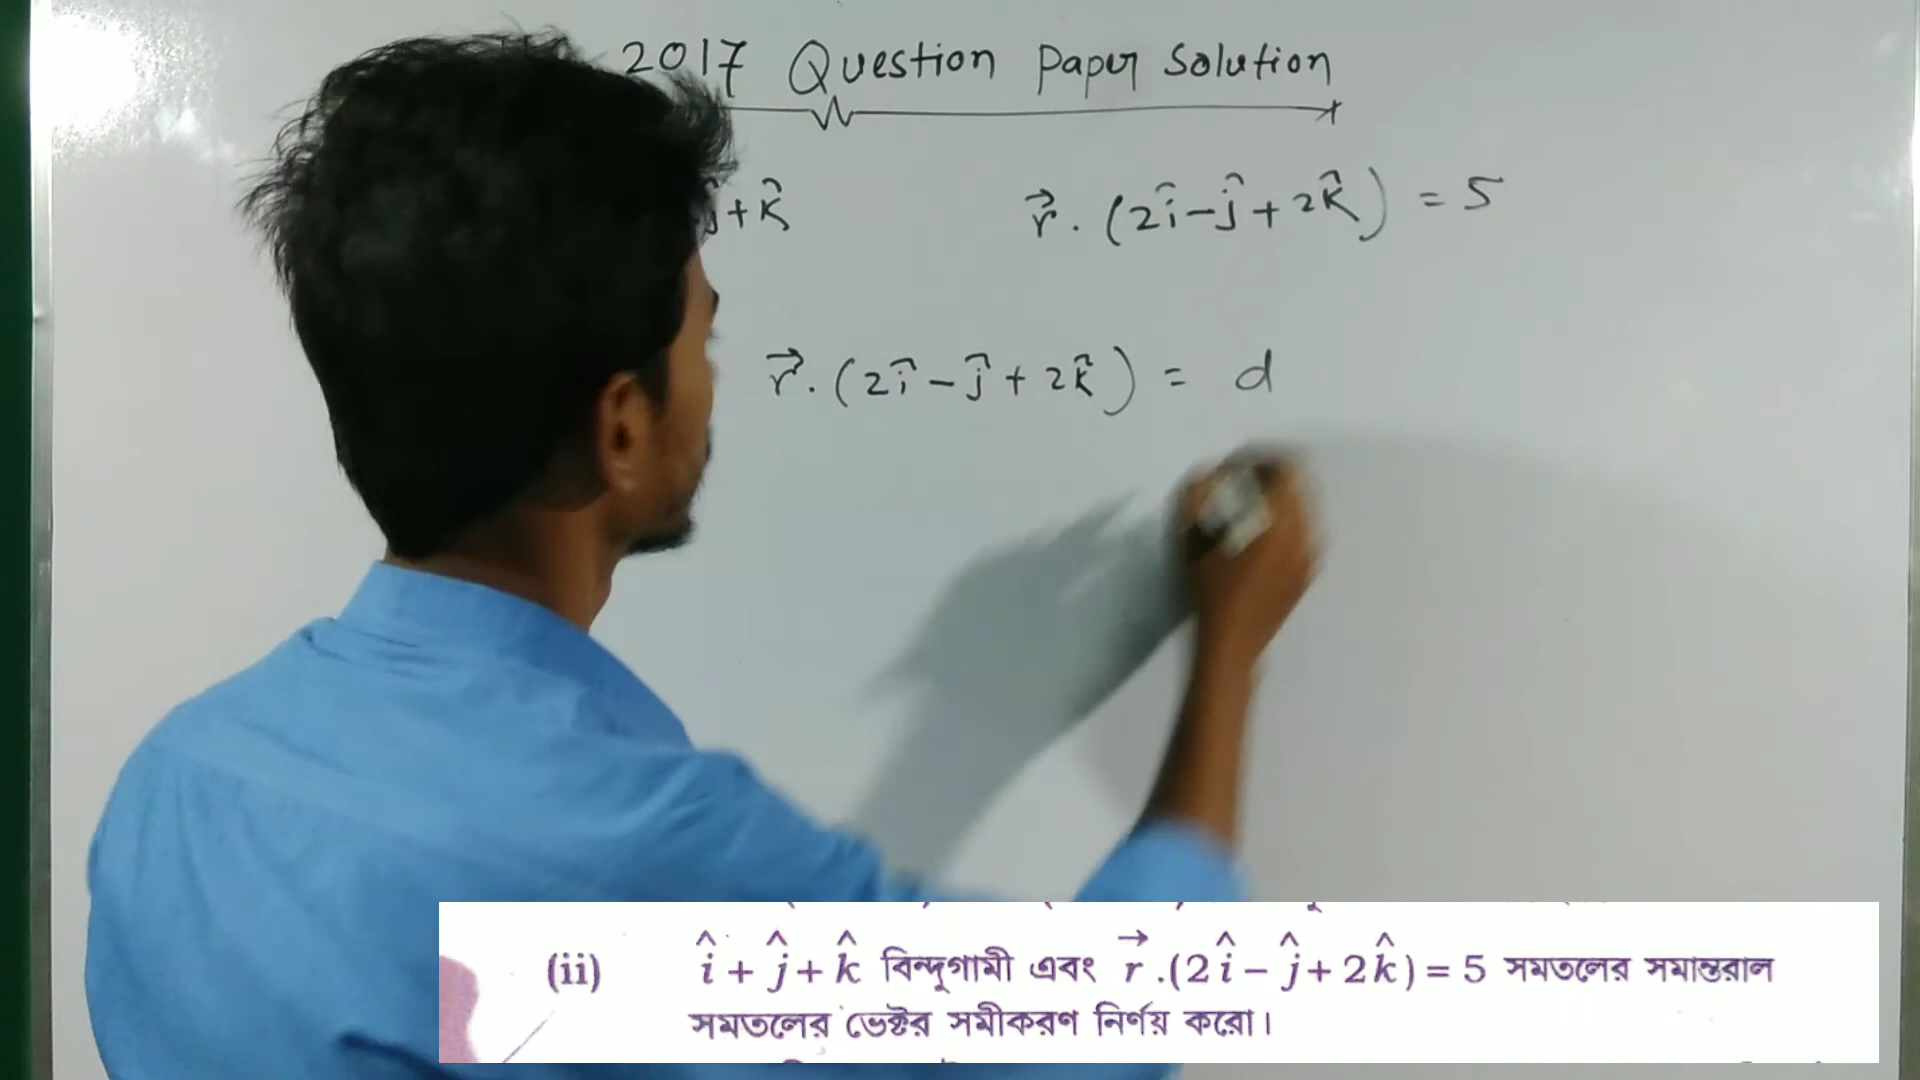 2017 Question Paper Solution
+ k̂
r⃗ . (2î - ĵ + 2k̂) = 5
r⃗ . (2î - ĵ + 2k̂) = d
(ii) î + ĵ + k̂ বিন্দুগামী এবং r⃗ .(2î - ĵ + 2k̂) = 5 সমতলের সমান্তরাল
সমতলের ভেক্টর সমীকরণ নির্ণয় করো।